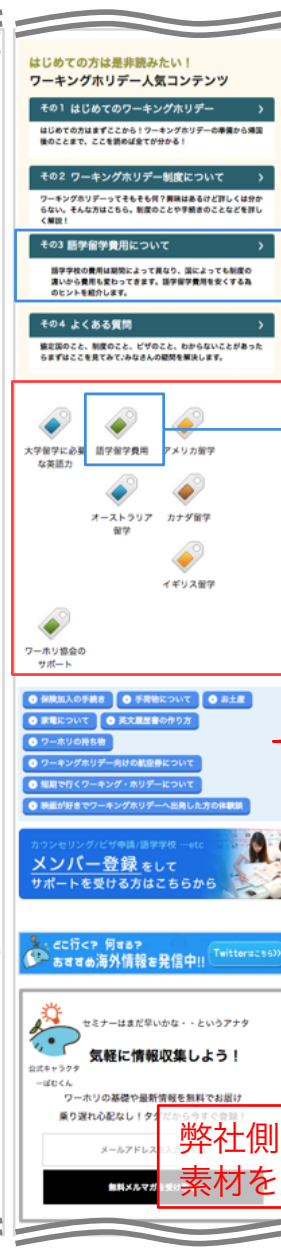 はじめての方は是非読みたい！
ワーキングホリデー人気コンテンツ
その1 はじめてのワーキングホリデー
はじめての方はまずここから！ワーキングホリデーの準備から帰国
後のことまで、ここを読めば全てが分かる！
その2 ワーキングホリデー制度について
ワーキングホリデーってそもそも何？興味はあるけど詳しくは分か
らない。そんな方はこちら。制度のことや手続きのことなどを詳し
く解説！
その3 語学留学費用について
語学学校の費用は期間によって異なり、国によっても制度の
違いから費用も変わってきます。語学留学費用を安くする為
のヒントを紹介します。
その4 よくある質問
協定国のこと、制度のこと、ビザのこと、わからないことがあった
らまずはここを見てみて♪みなさんの疑問を解決します。
大学留学に必要
な英語力
語学留学費用
アメリカ留学
オーストラリア
留学
カナダ留学
イギリス留学
ワーホリ協会の
サポート
保険加入の手続き
手荷物について
お土産
家電について
英文履歴書の作り方
ワーホリの持ち物
ワーキングホリデー向けの航空券について
短期で行くワーキング・ホリデーについて
映画が好きでワーキングホリデーへ出発した方の体験談
カウンセリング/ビザ申請/語学学校 …etc
メンバー登録 をして
サポートを受ける方はこちらから
どこ行く？ 何する？
おすすめ海外情報を発信中!!
Twitterはこちら
セミナーはまだ早いかな・・というアナタ
気軽に情報収集しよう！
公式キャラクタ
ーぱむくん
ワーホリの基礎や最新情報を無料でお届け
乗り遅れ心配なし！タダだから今すぐ登録！
メールアドレスを入力
無料メルマガを受け
弊社側
素材を